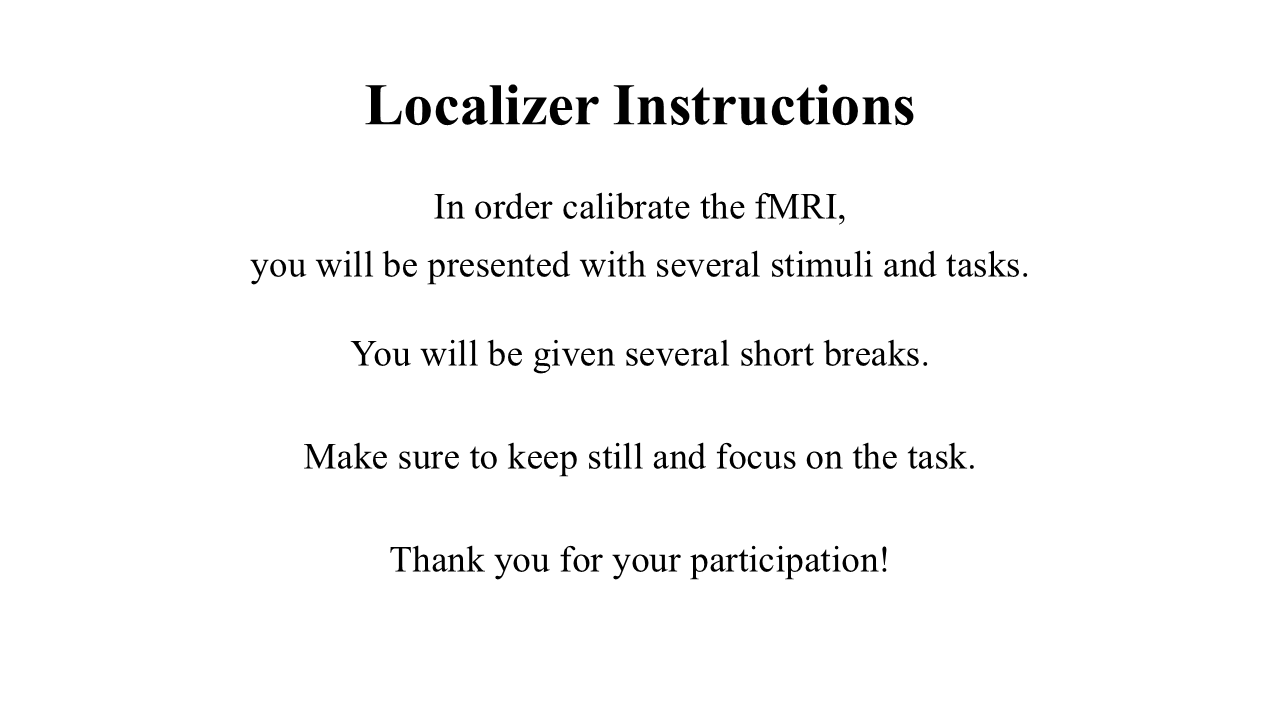 Localizer Instructions
In order calibrate the fMRI,
you will be presented with several stimuli and tasks.
You will be given several short breaks.
Make sure to keep still and focus on the task.
Thank you for your participation!